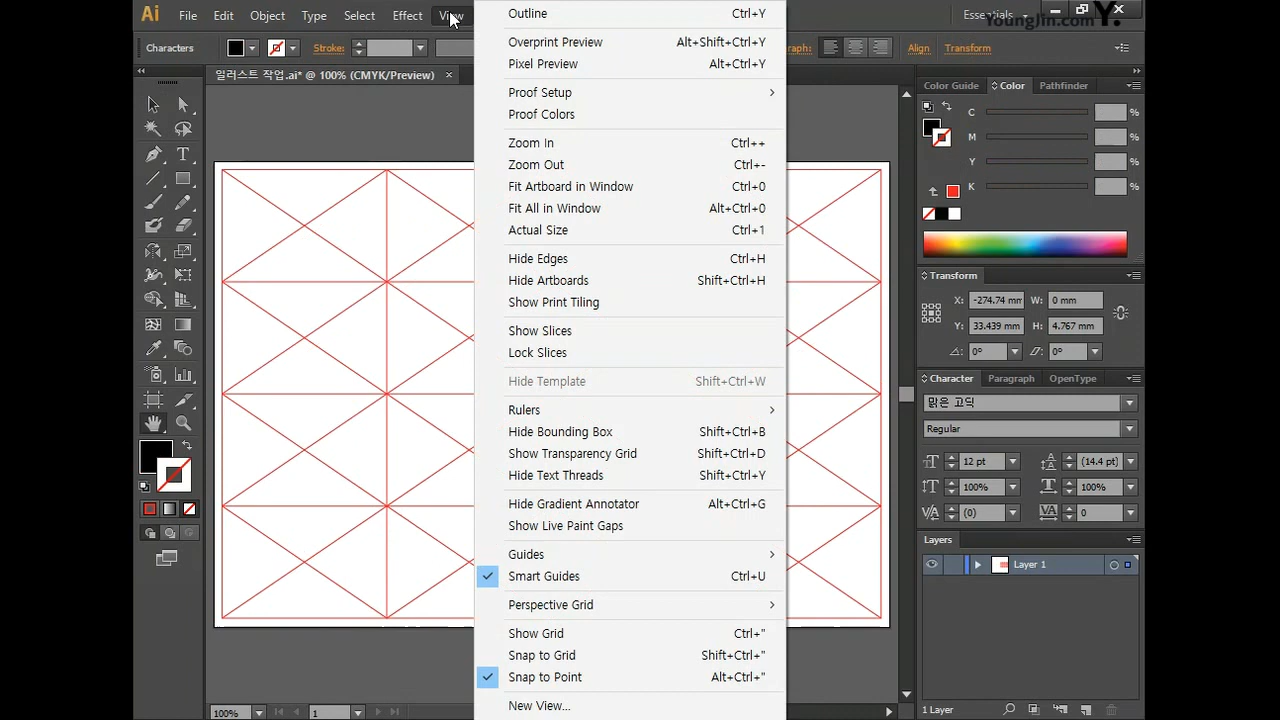 Ai File Edit Object Type Select Effect View
Essentials
YoungJin.com Y.
Characters Stroke: Align Transform
일러스트 작업.ai* @ 100% (CMYK/Preview) ×
Outline Ctrl+Y
Overprint Preview Alt+Shift+Ctrl+Y
Pixel Preview Alt+Ctrl+Y
Proof Setup
Proof Colors
Zoom In Ctrl++
Zoom Out Ctrl+-
Fit Artboard in Window Ctrl+0
Fit All in Window Alt+Ctrl+0
Actual Size Ctrl+1
Hide Edges Ctrl+H
Hide Artboards Shift+Ctrl+H
Show Print Tiling
Show Slices
Lock Slices
Hide Template Shift+Ctrl+W
Rulers
Hide Bounding Box Shift+Ctrl+B
Show Transparency Grid Shift+Ctrl+D
Hide Text Threads Shift+Ctrl+Y
Hide Gradient Annotator Alt+Ctrl+G
Show Live Paint Gaps
Guides
Smart Guides Ctrl+U
Perspective Grid
Show Grid Ctrl+"
Snap to Grid Shift+Ctrl+"
Snap to Point Alt+Ctrl+"
New View...
Color Guide Color Pathfinder
C %
M %
Y %
K %
Transform
X: -274.74 mm W: 0 mm
Y: 33.439 mm H: 4.767 mm
0° 0°
Character Paragraph OpenType
맑은 고딕
Regular
12 pt (14.4 pt)
100% 100%
(0) 0
Layers
Layer 1
1 Layer
100% 1